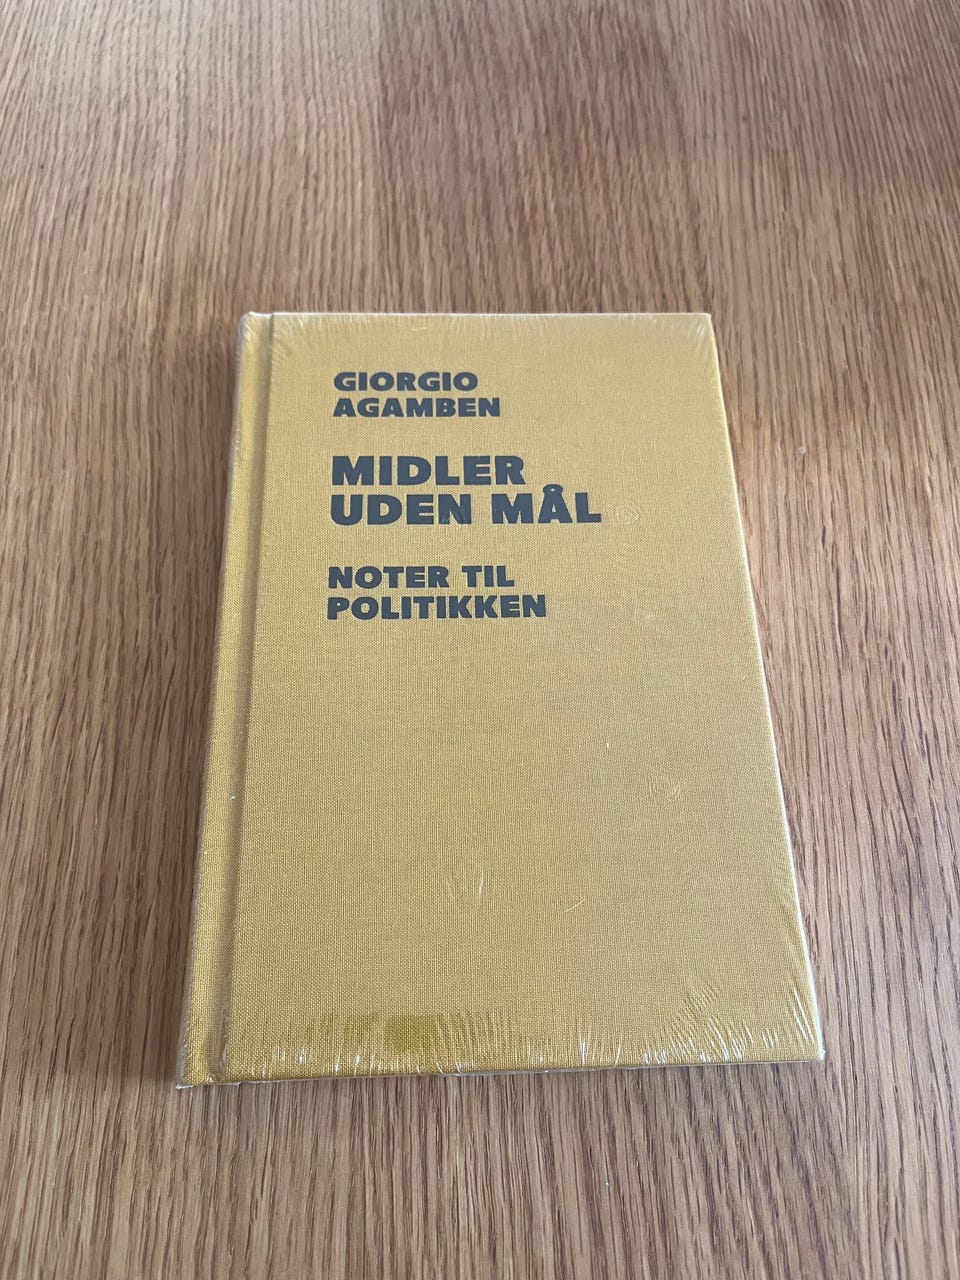 GIORGIO
AGAMBEN
MIDLER
UDEN MÅL
NOTER TIL
POLITIKKEN